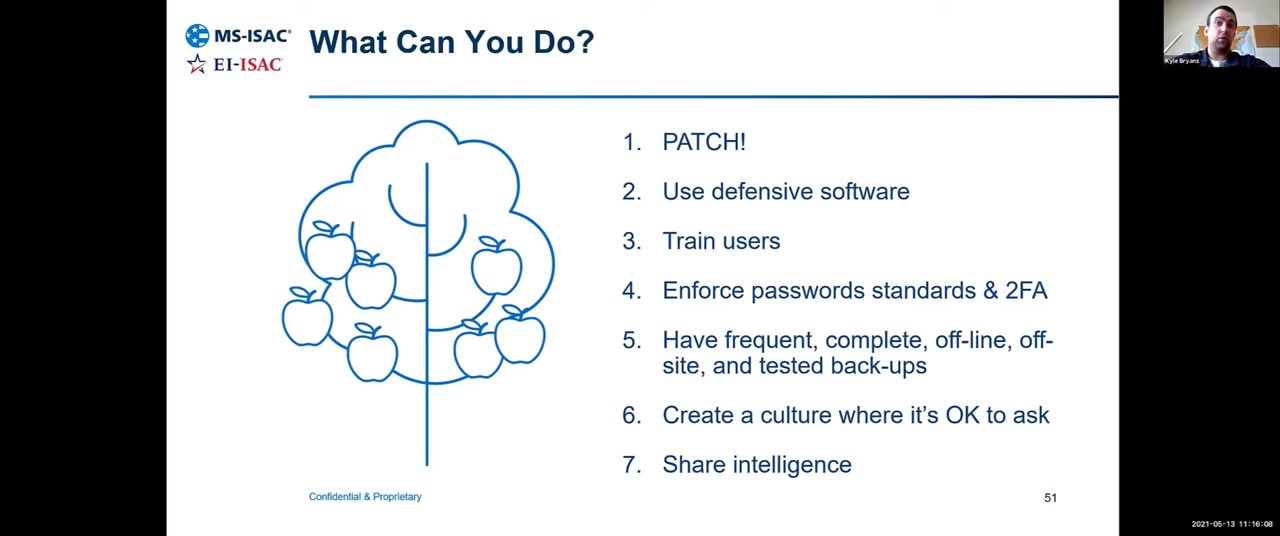 MS-ISAC®
EI-ISAC
What Can You Do?
Kyle Bryans
1. PATCH!
2. Use defensive software
3. Train users
4. Enforce passwords standards & 2FA
5. Have frequent, complete, off-line, off-
site, and tested back-ups
6. Create a culture where it's OK to ask
7. Share intelligence
Confidential & Proprietary
51
2021-05-13 11:16:08